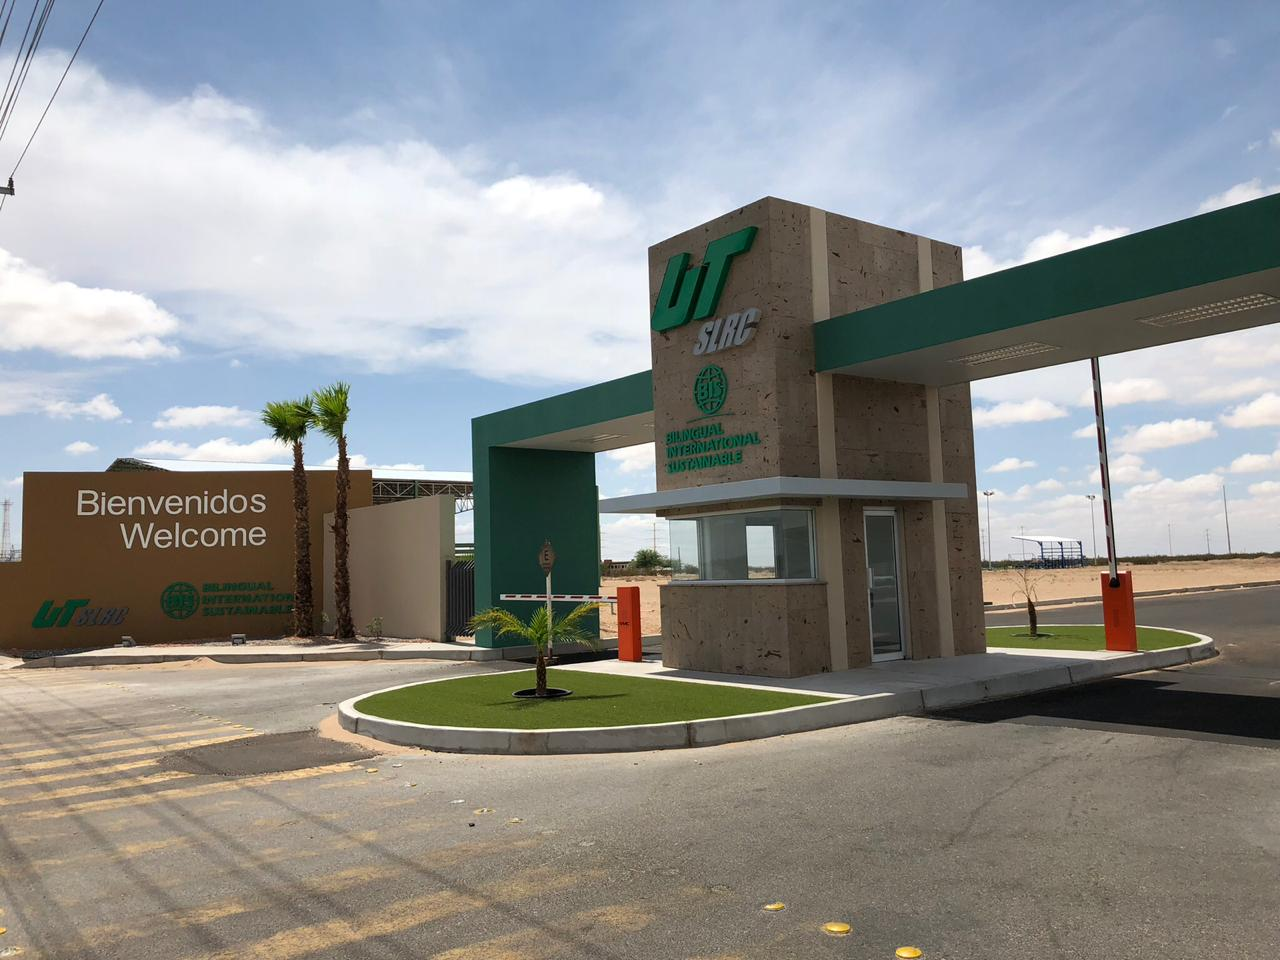 Bienvenidos
Welcome
UT SLRC
BIS
BILINGUAL
INTERNATIONAL
SUSTAINABLE
UT
SLRC
BIS
BILINGUAL
INTERNATIONAL
SUSTAINABLE
E